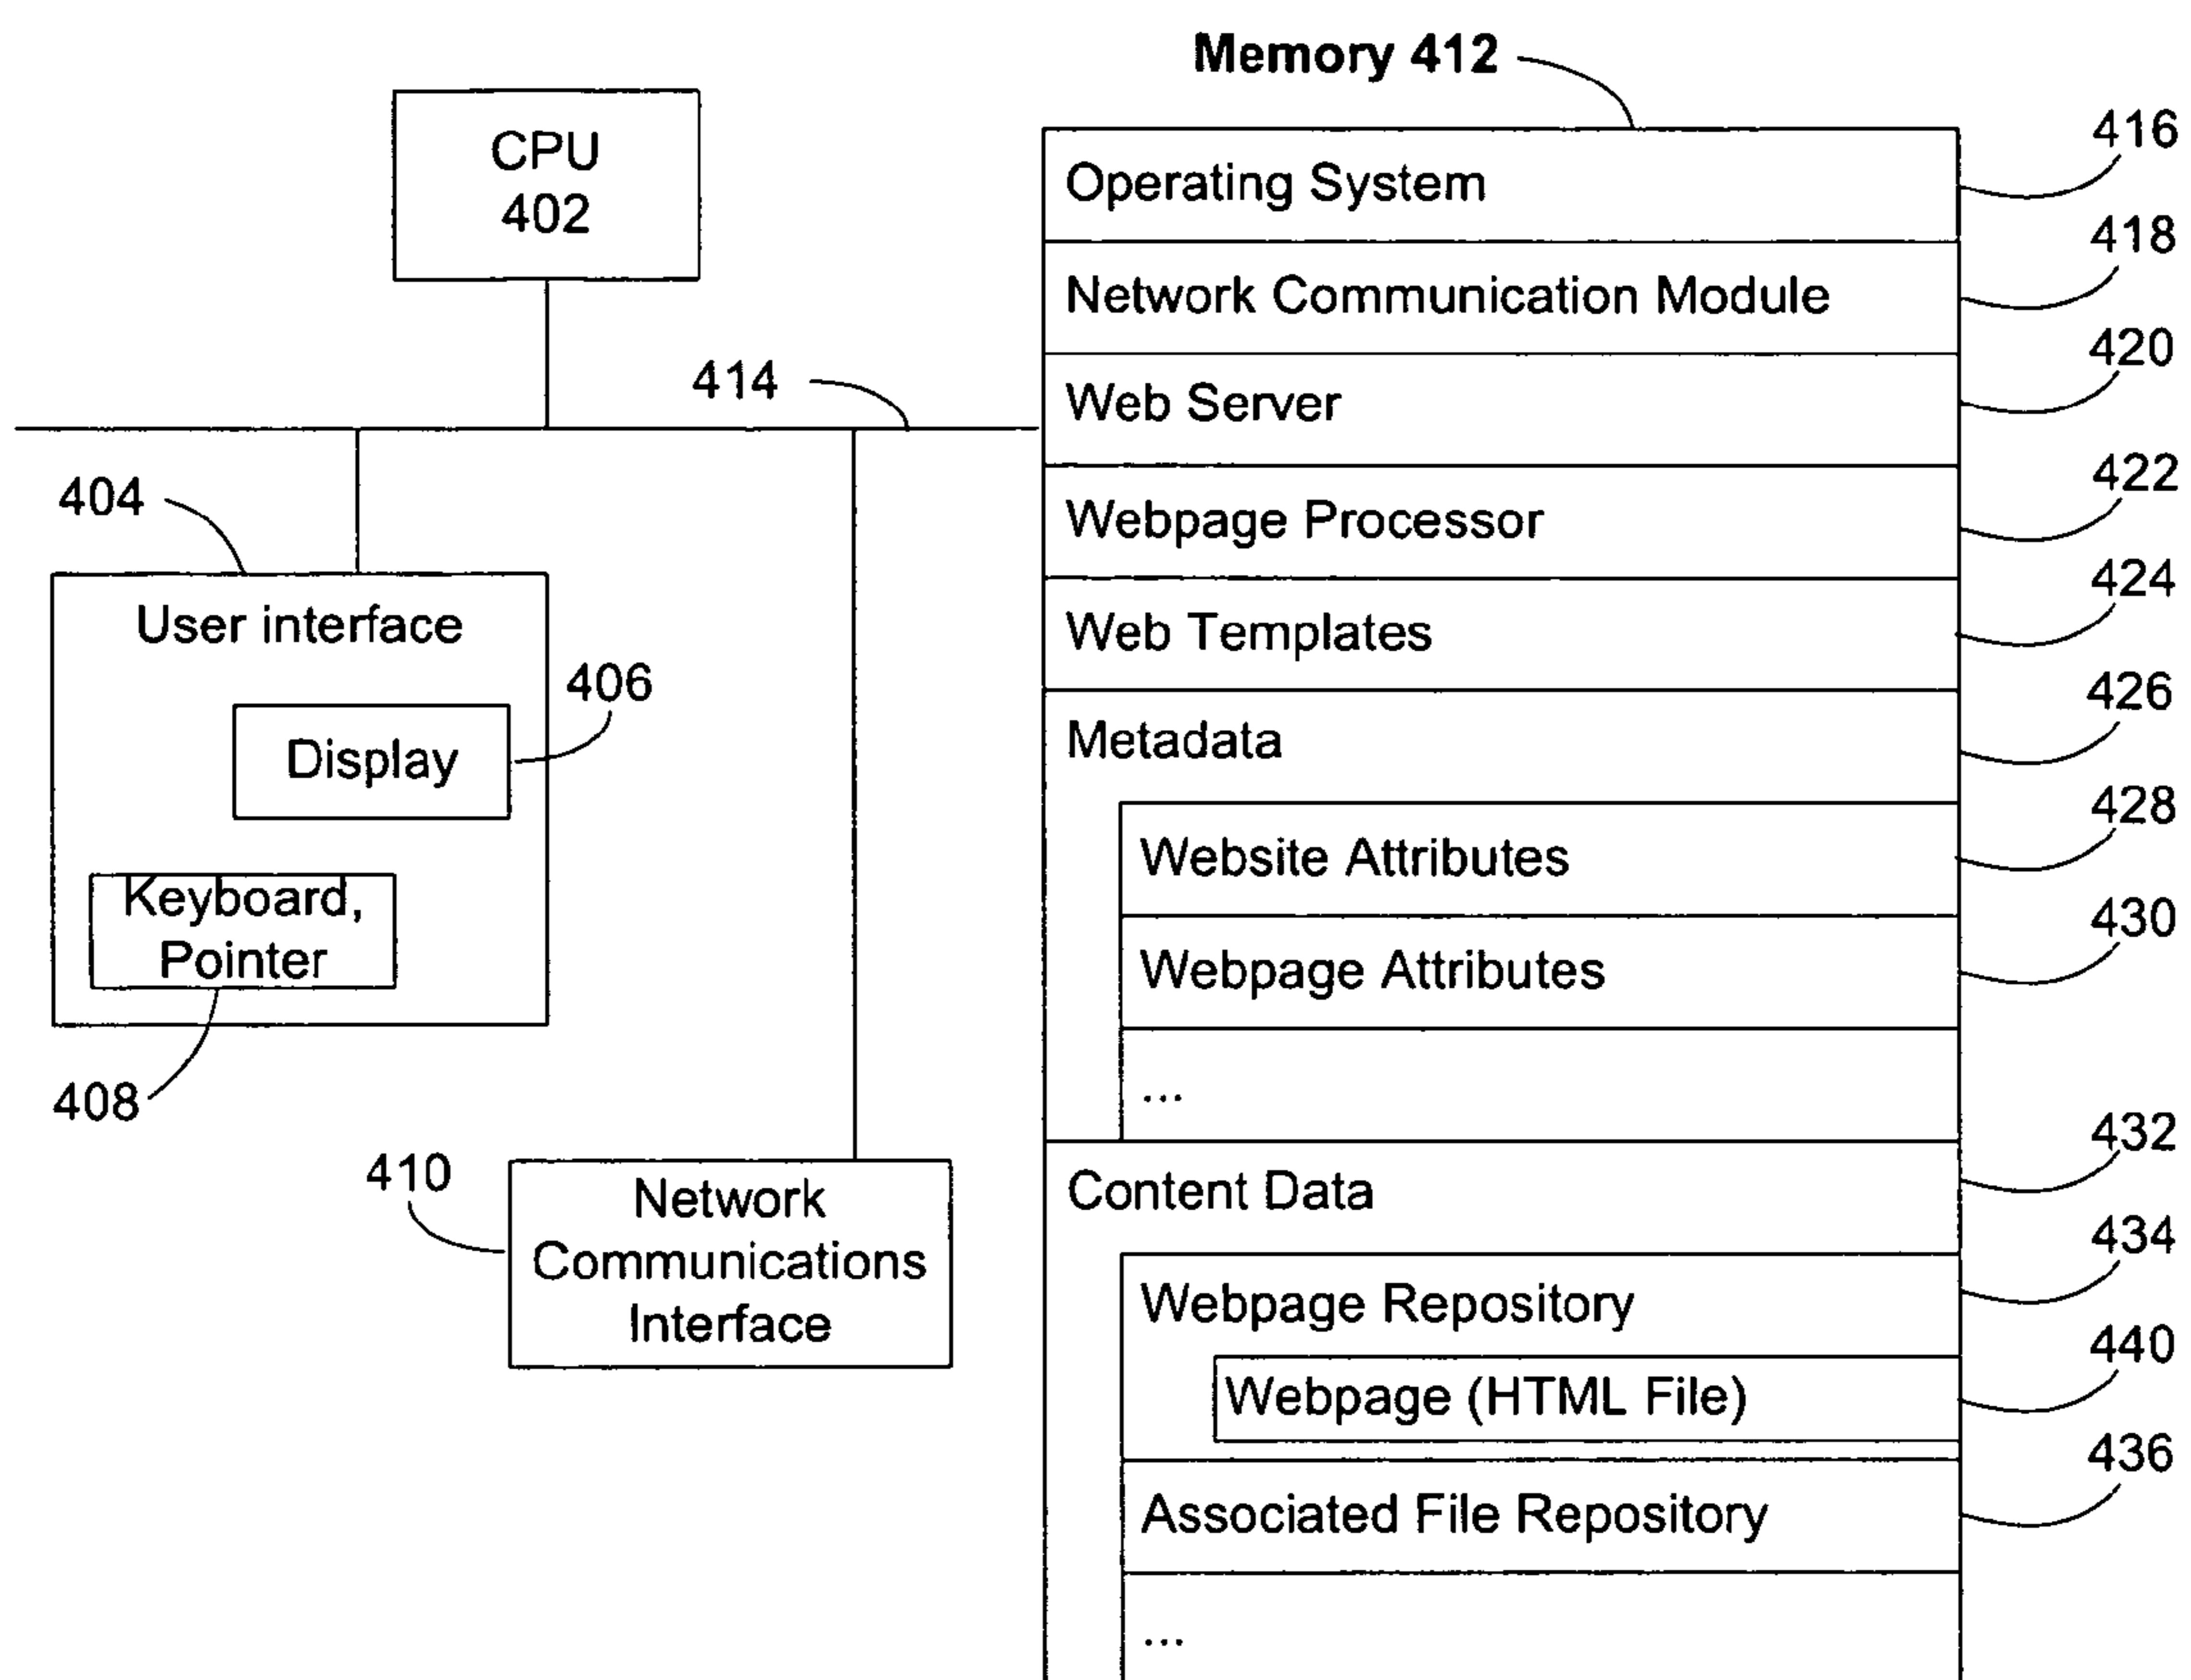 Memory 412
CPU
402
414
404
User interface
406
Display
Keyboard,
Pointer
408
410
Network
Communications
Interface
Operating System
416
Network Communication Module
418
Web Server
420
Webpage Processor
422
Web Templates
424
Metadata
426
Website Attributes
428
Webpage Attributes
430
...
Content Data
432
Webpage Repository
434
Webpage (HTML File)
440
Associated File Repository
436
...